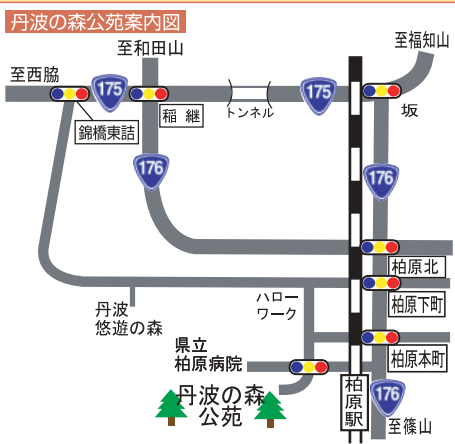 丹波の森公苑案内図
至和田山
至福知山
至西脇
175
175
稲継
トンネル
坂
錦橋東詰
176
176
柏原北
柏原下町
ハロー
ワーク
丹波
悠遊の森
県立
柏原病院
柏原本町
丹波の森
公苑
柏原駅
176
至篠山